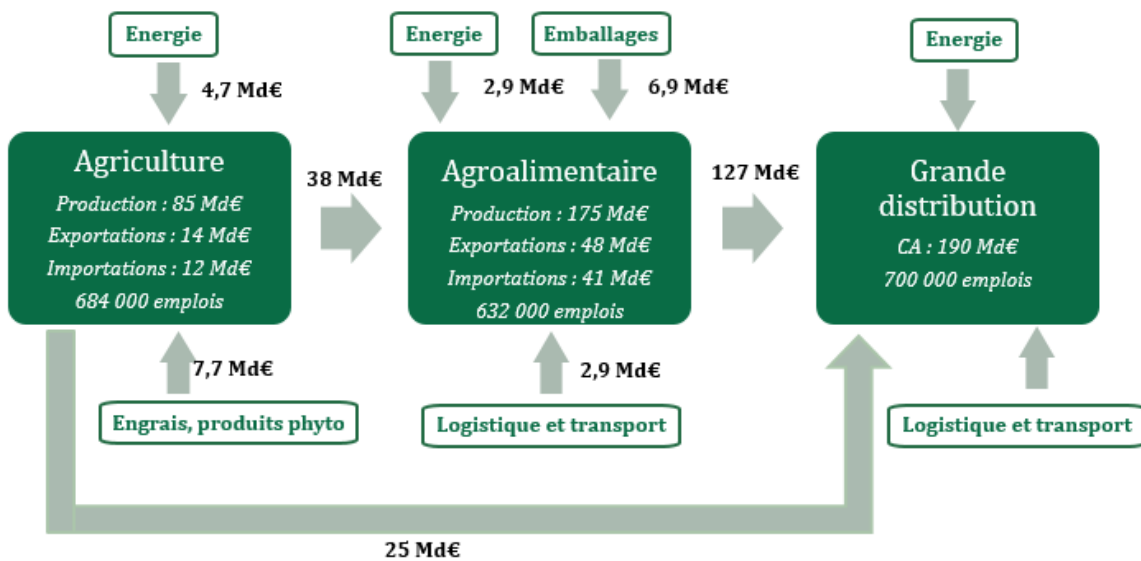 Energie
Energie
Emballages
Energie
4,7 Md€
2,9 Md€
6,9 Md€
Agriculture
Production : 85 Md€
Exportations : 14 Md€
Importations : 12 Md€
684 000 emplois
38 Md€
Agroalimentaire
Production : 175 Md€
Exportations : 48 Md€
Importations : 41 Md€
632 000 emplois
127 Md€
Grande
distribution
CA : 190 Md€
700 000 emplois
7,7 Md€
2,9 Md€
Engrais, produits phyto
Logistique et transport
Logistique et transport
25 Md€